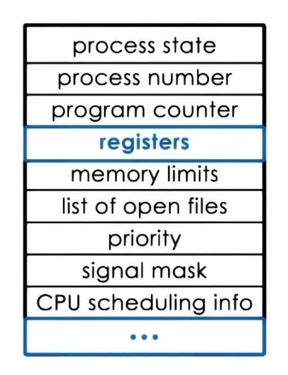 process state
process number
program counter
registers
memory limits
list of open files
priority
signal mask
CPU scheduling info
...